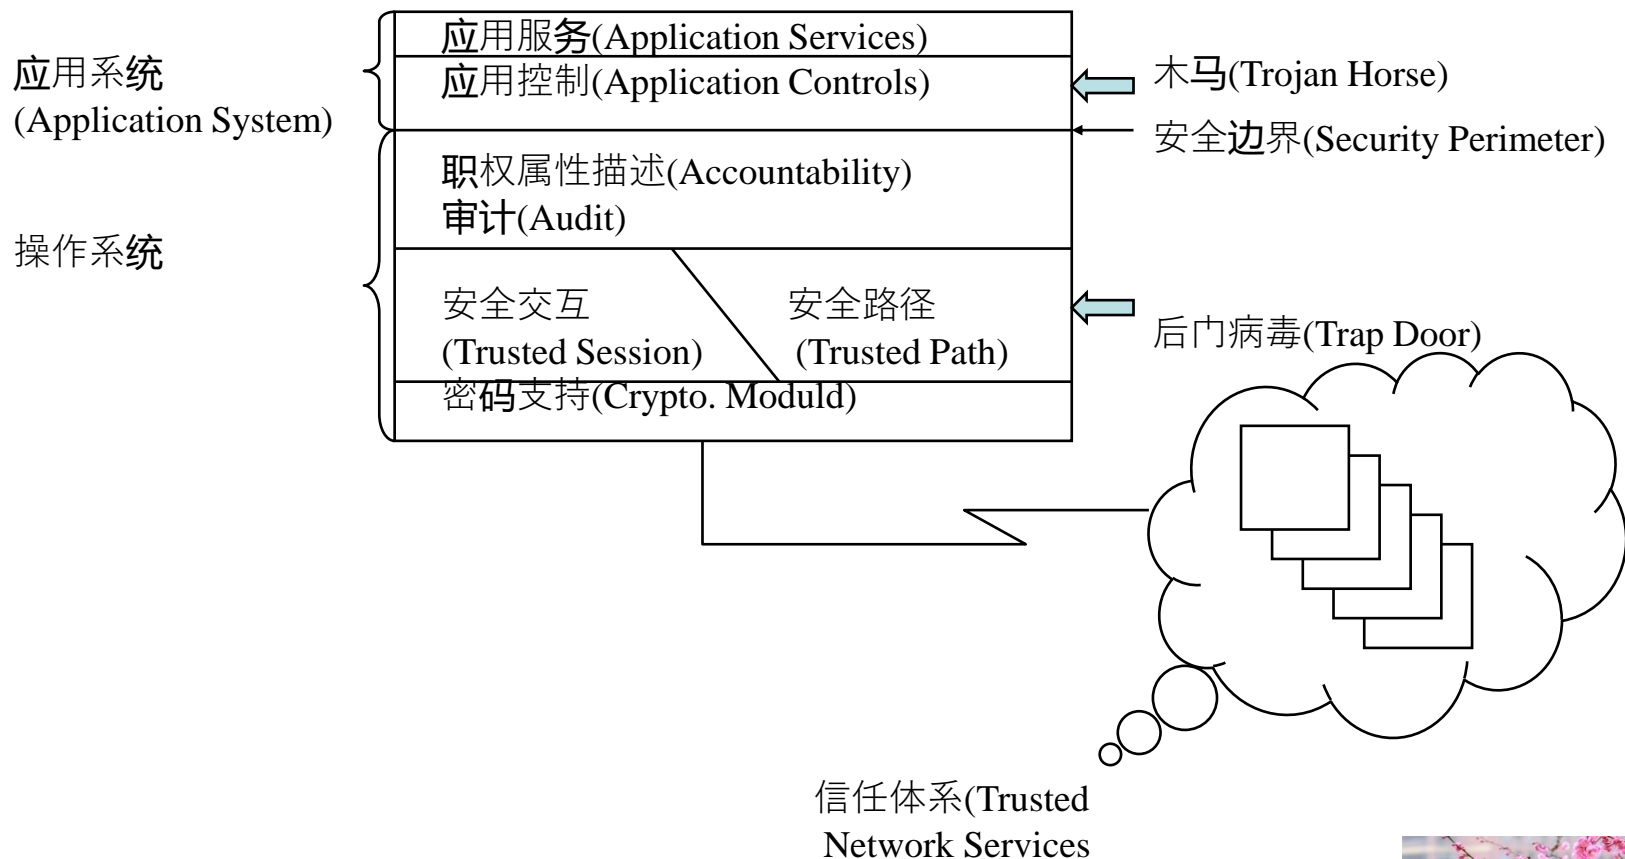 应用服务(Application Services)
应用系统
(Application System)
应用控制(Application Controls)
木马(Trojan Horse)
安全边界(Security Perimeter)
职权属性描述(Accountability)
审计(Audit)
操作系统
安全交互
(Trusted Session)
安全路径
(Trusted Path)
后门病毒(Trap Door)
密码支持(Crypto. Moduld)
信任体系(Trusted
Network Services